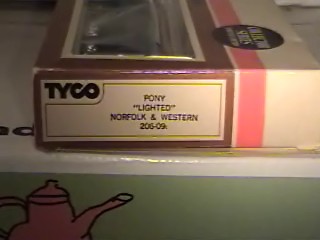 TYCO
PONY
"LIGHTED"
NORFOLK & WESTERN
206-09: